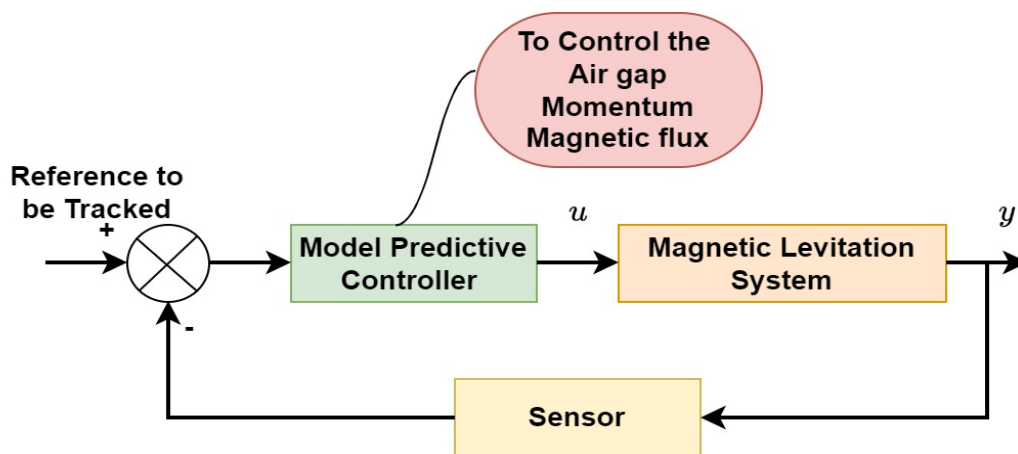 To Control the
Air gap
Momentum
Magnetic flux
Reference to
be Tracked
+
Model Predictive
Controller
u
Magnetic Levitation
System
y
-
Sensor